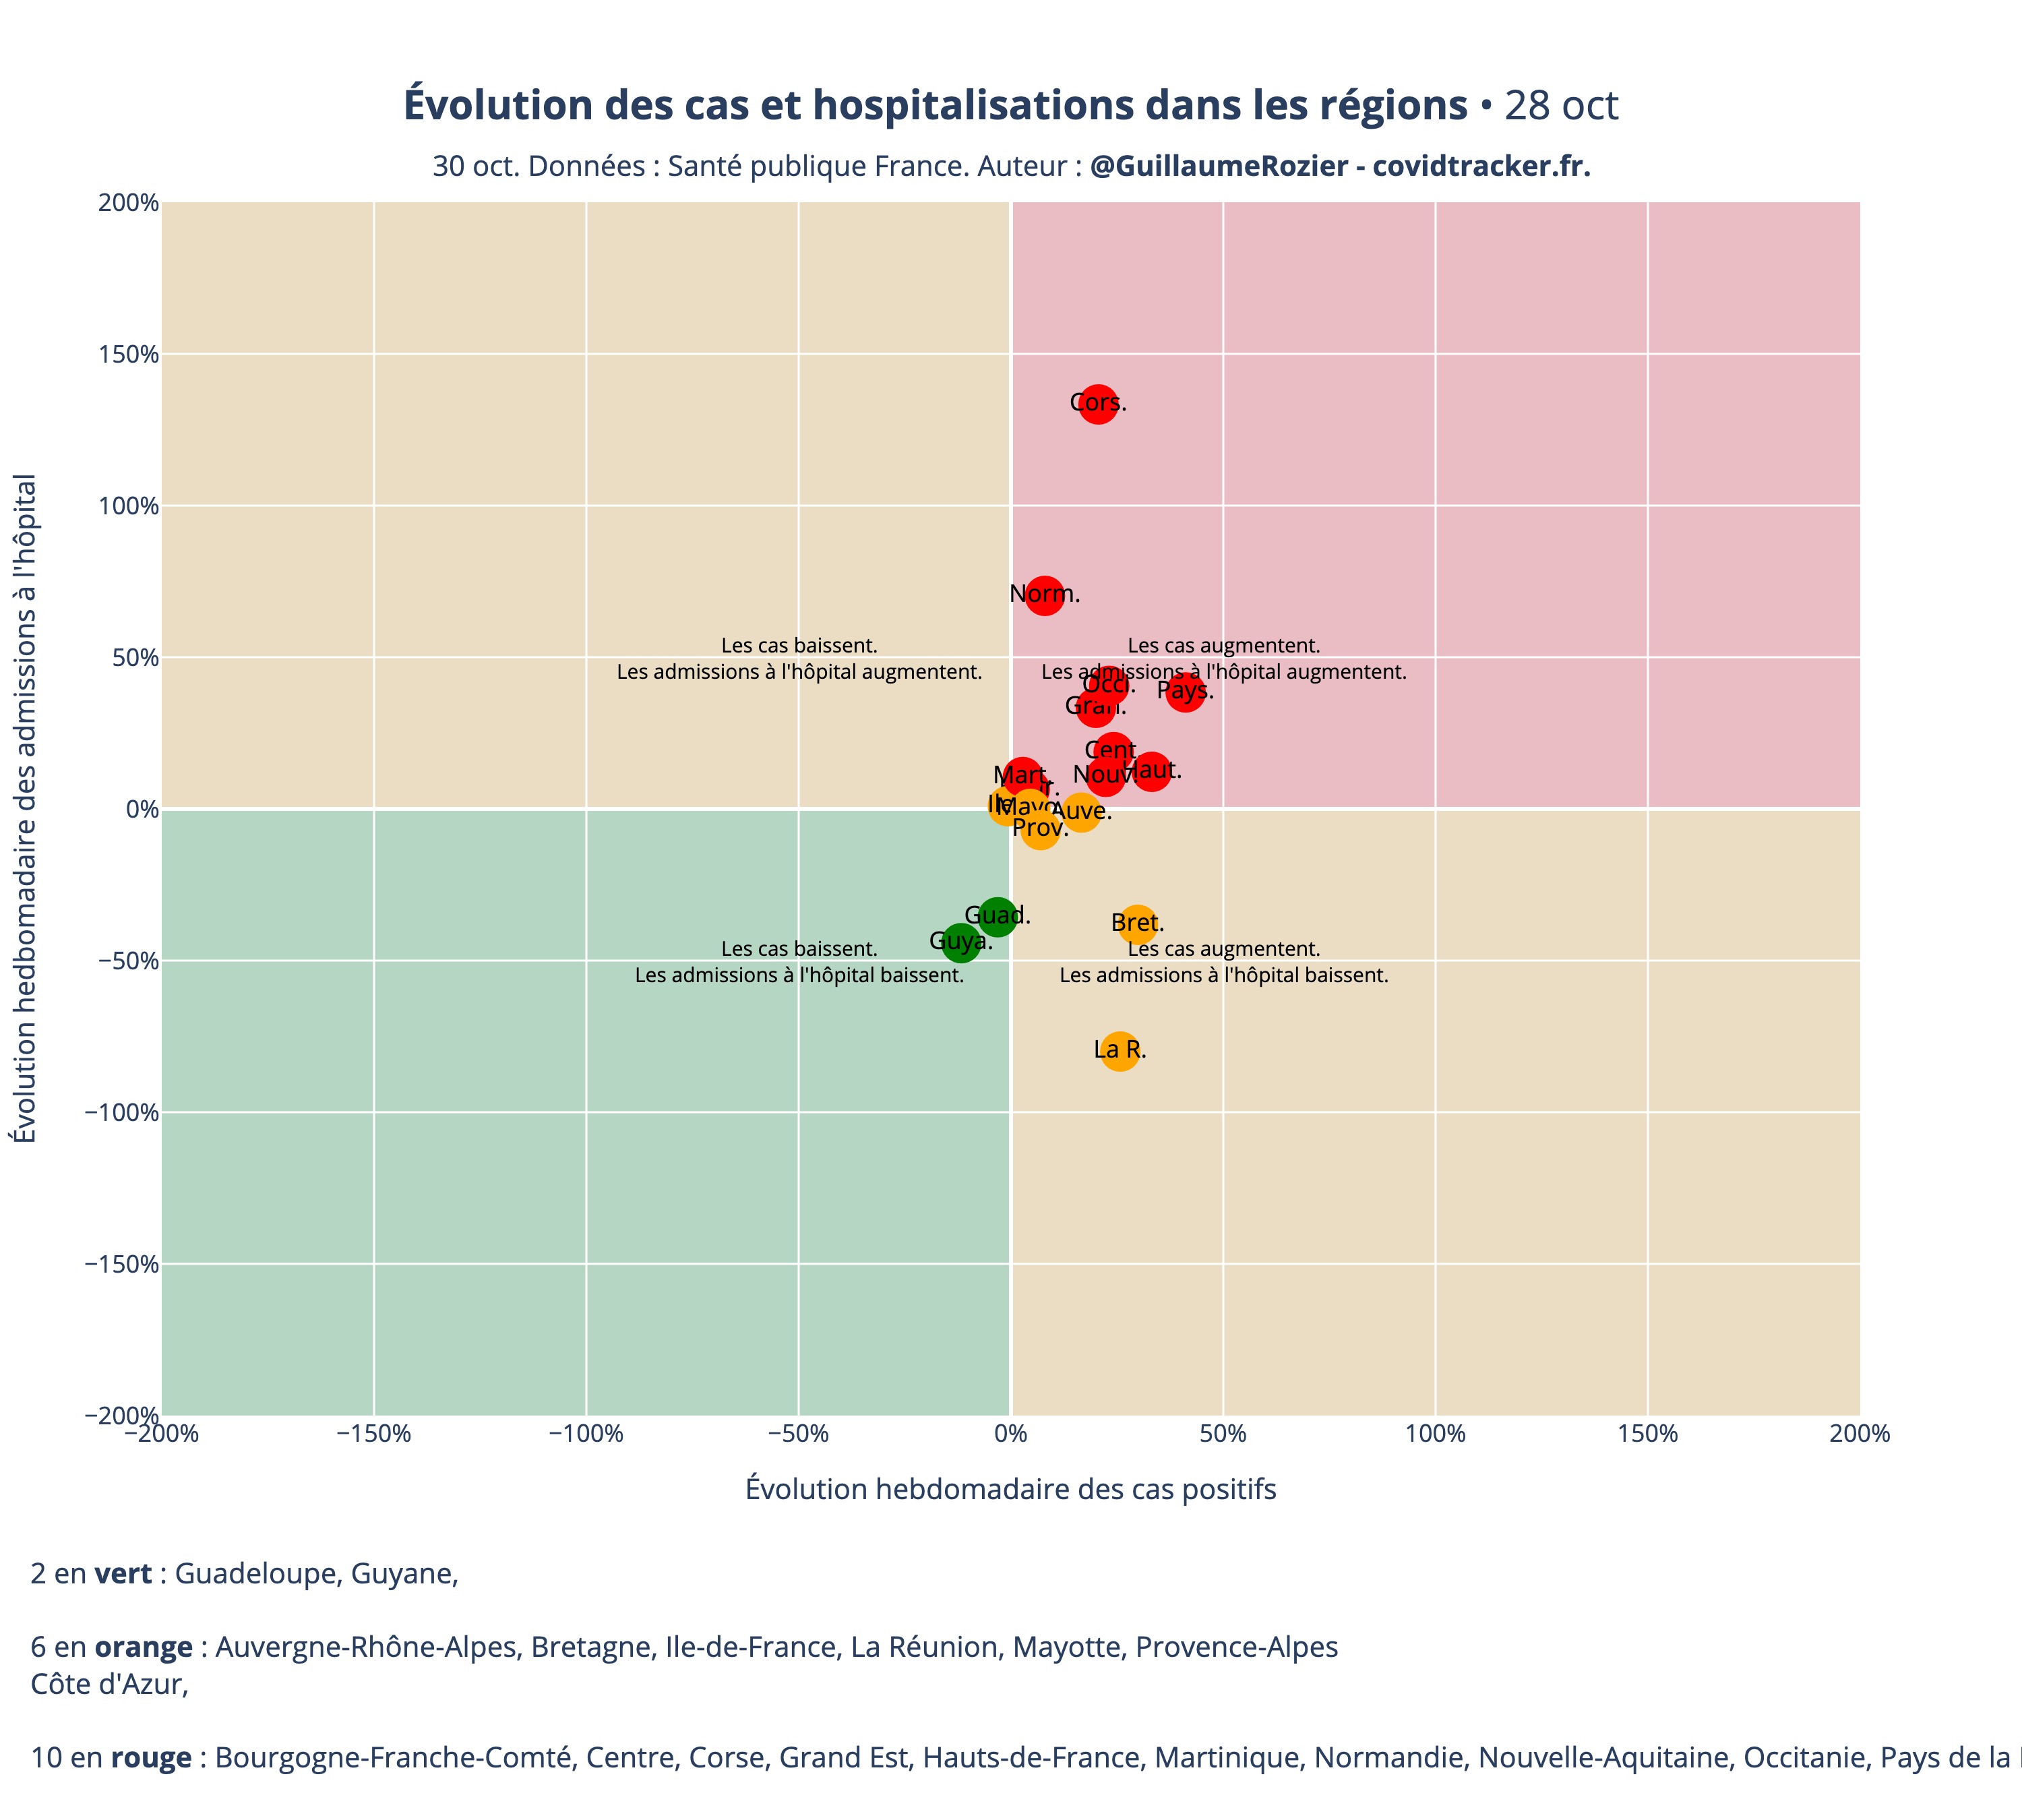 Évolution des cas et hospitalisations dans les régions • 28 oct
30 oct. Données : Santé publique France. Auteur : @GuillaumeRozier - covidtracker.fr.
Évolution hedbomadaire des admissions à l'hôpital
200%
150%
100%
50%
0%
−50%
−100%
−150%
−200%
Cors.
Norm.
Les cas baissent.
Les admissions à l'hôpital augmentent.
Les cas augmentent.
Les admissions à l'hôpital augmentent.
Occi.
Pays.
Gran.
Cent.
Haut.
Nouv.
Mart.
Mayo.
Auve.
Prov.
Guad.
Guya.
Bret.
Les cas baissent.
Les admissions à l'hôpital baissent.
Les cas augmentent.
Les admissions à l'hôpital baissent.
La R.
−200%
−150%
−100%
−50%
0%
50%
100%
150%
200%
Évolution hebdomadaire des cas positifs
2 en vert : Guadeloupe, Guyane,
6 en orange : Auvergne-Rhône-Alpes, Bretagne, Ile-de-France, La Réunion, Mayotte, Provence-Alpes
Côte d'Azur,
10 en rouge : Bourgogne-Franche-Comté, Centre, Corse, Grand Est, Hauts-de-France, Martinique, Normandie, Nouvelle-Aquitaine, Occitanie, Pays de la